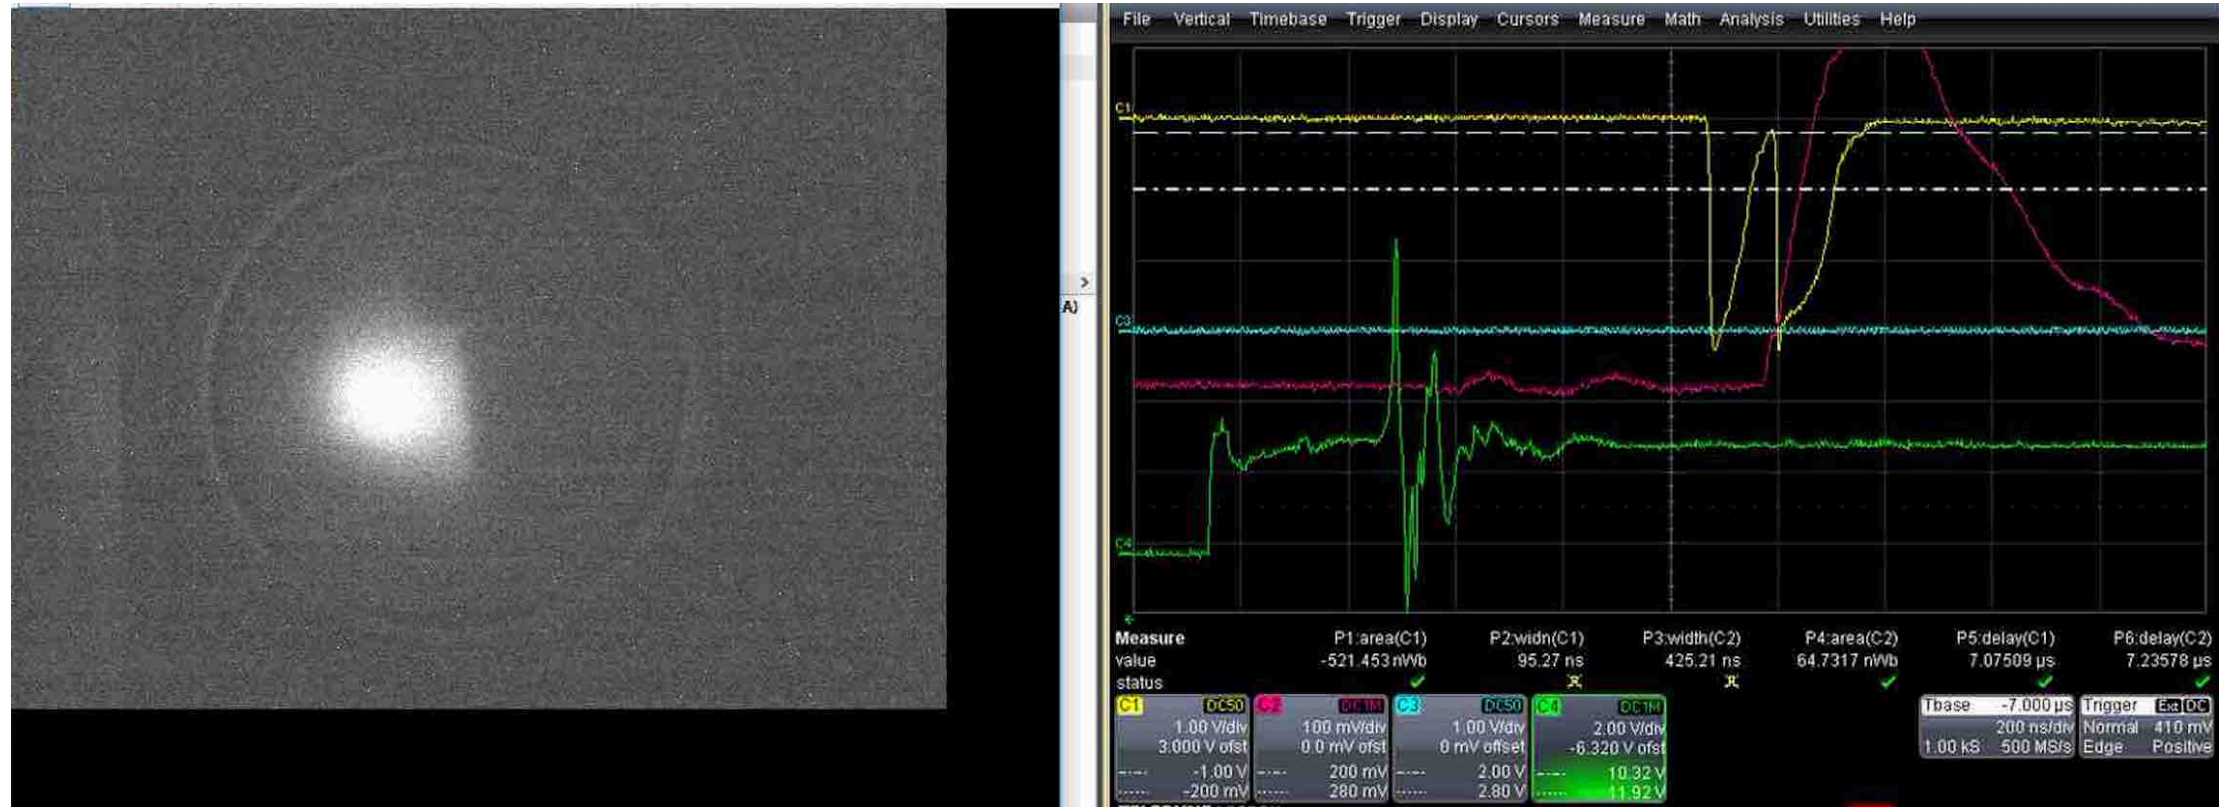 File Vertical Timebase Trigger Display Cursors Measure Math Analysis Utilities Help
>
A)
C1
C3
C4
Measure P1:area(C1) P2:widn(C1) P3:width(C2) P4:area(C2) P5:delay(C1) P6:delay(C2)
value -521.453 nWb 95.27 ns 425.21 ns 64.7317 nWb 7.07509 µs 7.23578 µs
status
C1 DC50 C2 DC1M C3 DC50 C4 DC1M Tbase -7.000 µs Trigger Ext DC
1.00 V/div 100 mV/div 1.00 V/div 2.00 V/div 200 ns/div Normal 410 mV
3.000 V ofst 0.0 mV ofst 0 mV offset -6.320 V ofst 1.00 kS 500 MS/s Edge Positive
-1.00 V 200 mV 2.00 V 10.32 V
-200 mV 280 mV 2.80 V 11.92 V